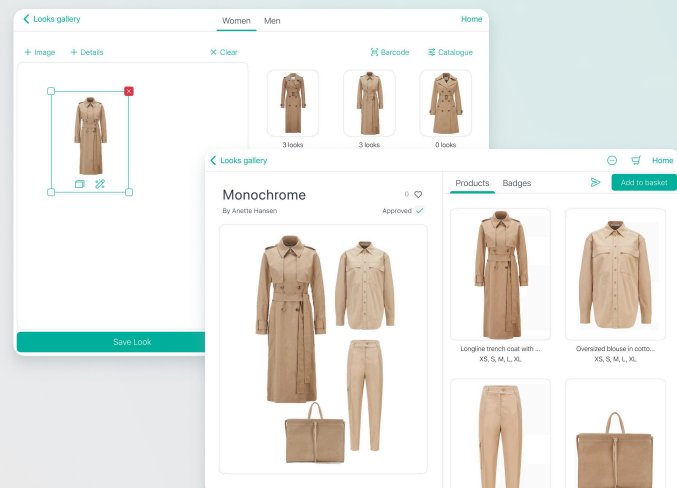 Looks gallery
Women Men
Home
+ Image + Details
Clear
Barcode
Catalogue
3 looks
3 looks
0 looks
Save Look
Looks gallery
Home
Monochrome
0
By Anette Hansen
Approved
Products Badges
Add to basket
Longline trench coat with ...
XS, S, M, L, XL
Oversized blouse in cotto...
XS, S, M, L, XL